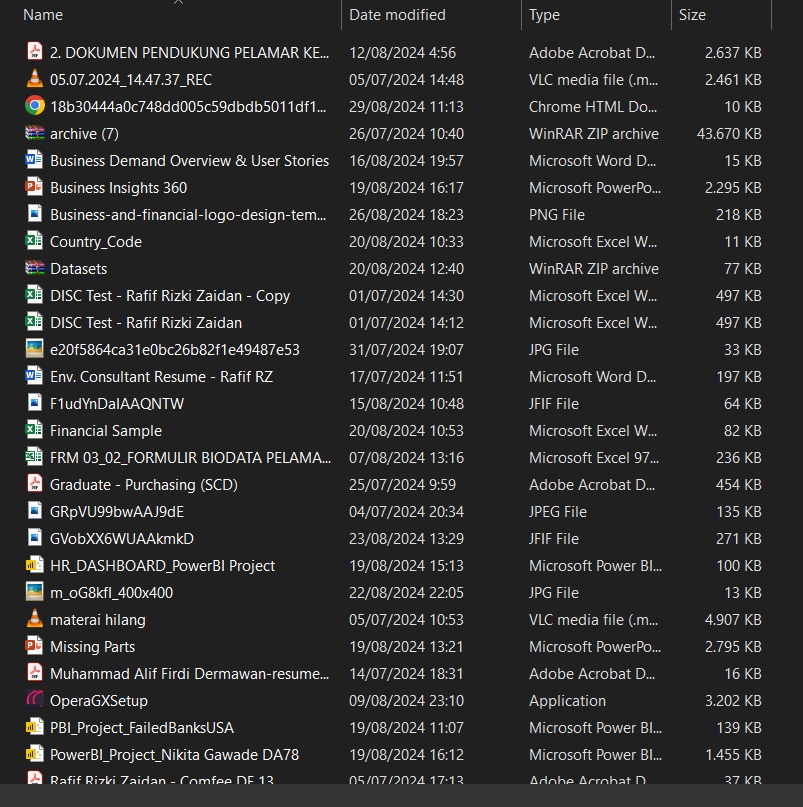 Name Date modified Type Size
2. DOKUMEN PENDUKUNG PELAMAR KE... 12/08/2024 4:56 Adobe Acrobat D... 2.637 KB
05.07.2024_14.47.37_REC 05/07/2024 14:48 VLC media file (.m... 2.461 KB
18b30444a0c748dd005c59dbdb5011df1... 29/08/2024 11:13 Chrome HTML Do... 10 KB
archive (7) 26/07/2024 10:40 WinRAR ZIP archive 43.670 KB
Business Demand Overview & User Stories 16/08/2024 19:57 Microsoft Word D... 15 KB
Business Insights 360 19/08/2024 16:17 Microsoft PowerPo... 2.295 KB
Business-and-financial-logo-design-tem... 26/08/2024 18:23 PNG File 218 KB
Country_Code 20/08/2024 10:33 Microsoft Excel W... 11 KB
Datasets 20/08/2024 12:40 WinRAR ZIP archive 77 KB
DISC Test - Rafif Rizki Zaidan - Copy 01/07/2024 14:30 Microsoft Excel W... 497 KB
DISC Test - Rafif Rizki Zaidan 01/07/2024 14:12 Microsoft Excel W... 497 KB
e20f5864ca31e0bc26b82f1e49487e53 31/07/2024 19:07 JPG File 33 KB
Env. Consultant Resume - Rafif RZ 17/07/2024 11:51 Microsoft Word D... 197 KB
F1udYnDaIAAQNTW 15/08/2024 10:48 JFIF File 64 KB
Financial Sample 20/08/2024 10:53 Microsoft Excel W... 82 KB
FRM 03_02_FORMULIR BIODATA PELAMA... 07/08/2024 13:16 Microsoft Excel 97... 236 KB
Graduate - Purchasing (SCD) 25/07/2024 9:59 Adobe Acrobat D... 454 KB
GRpVU99bwAAJ9dE 04/07/2024 20:34 JPEG File 135 KB
GVobXX6WUAAkmkD 23/08/2024 13:29 JFIF File 271 KB
HR_DASHBOARD_PowerBI Project 19/08/2024 15:13 Microsoft Power BI... 100 KB
m_oG8kfI_400x400 22/08/2024 22:05 JPG File 13 KB
materai hilang 05/07/2024 10:53 VLC media file (.m... 4.907 KB
Missing Parts 19/08/2024 13:21 Microsoft PowerPo... 2.795 KB
Muhammad Alif Firdi Dermawan-resume... 14/07/2024 18:31 Adobe Acrobat D... 16 KB
OperaGXSetup 09/08/2024 23:10 Application 3.202 KB
PBI_Project_FailedBanksUSA 19/08/2024 11:07 Microsoft Power BI... 139 KB
PowerBI_Project_Nikita Gawade DA78 19/08/2024 16:12 Microsoft Power BI... 1.455 KB
Rafif Rizki Zaidan - Comfee DF 13 05/07/2024 17:13 Adobe Acrobat D 37 KB